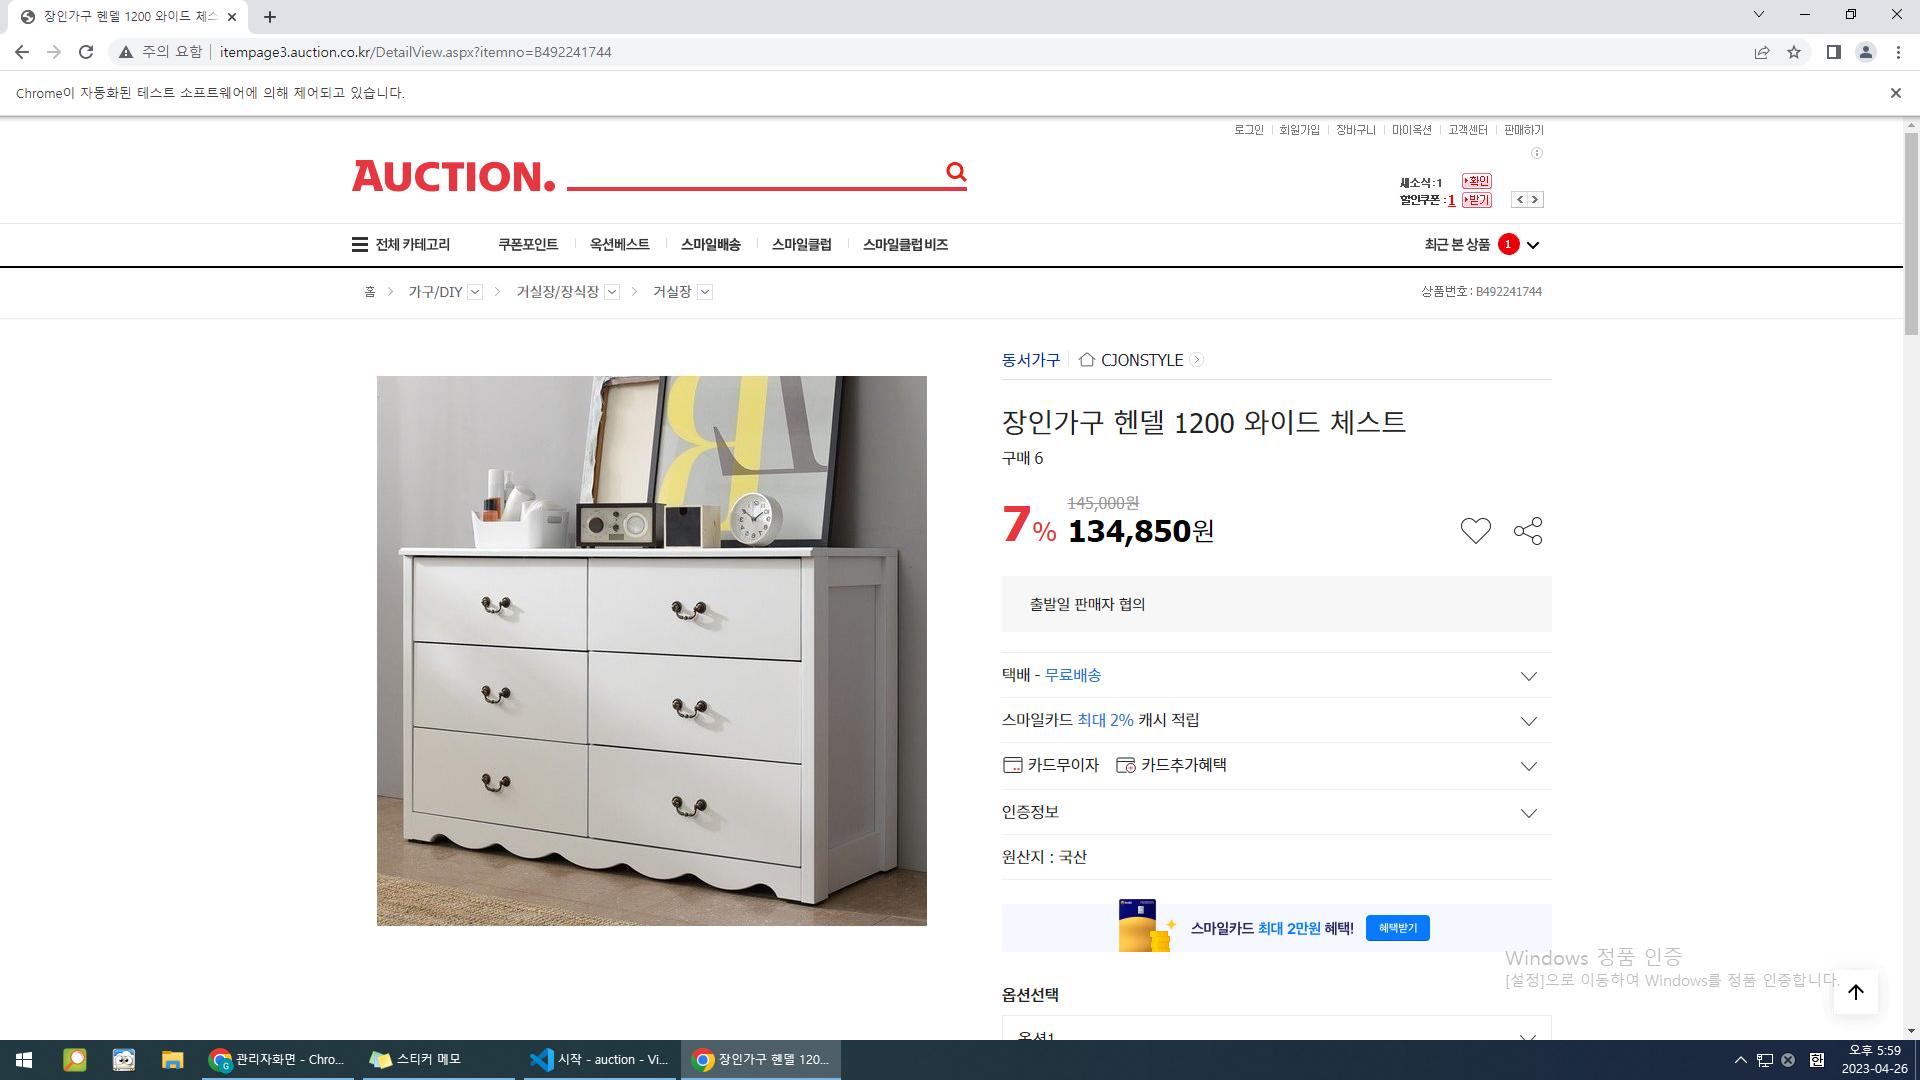 장인가구 헨델 1200 와이드 체스
주의 요함
itempage3.auction.co.kr/DetailView.aspx?itemno=B492241744
Chrome이 자동화된 테스트 소프트웨어에 의해 제어되고 있습니다.
로그인 회원가입 장바구니 마이옥션 고객센터 판매하기
AUCTION.
새소식 : 1 확인
할인쿠폰 : 1 받기
전체 카테고리 쿠폰포인트 옥션베스트 스마일배송 스마일클럽 스마일클럽 비즈 최근 본 상품 1
홈 > 가구/DIY > 거실장/장식장 > 거실장 상품번호 : B492241744
동서가구 CJONSTYLE
장인가구 헨델 1200 와이드 체스트
구매 6
145,000원
7% 134,850원
출발일 판매자 협의
택배 - 무료배송
스마일카드 최대 2% 캐시 적립
카드무이자 카드추가혜택
인증정보
원산지 : 국산
스마일카드 최대 2만원 혜택! 혜택받기
Windows 정품 인증
[설정]으로 이동하여 Windows를 정품 인증합니다.
옵션선택
옵션1
관리자화면 - Chro... 스티커 메모 시작 - auction - Vi... 장인가구 헨델 120...
한
오후 5:59
2023-04-26